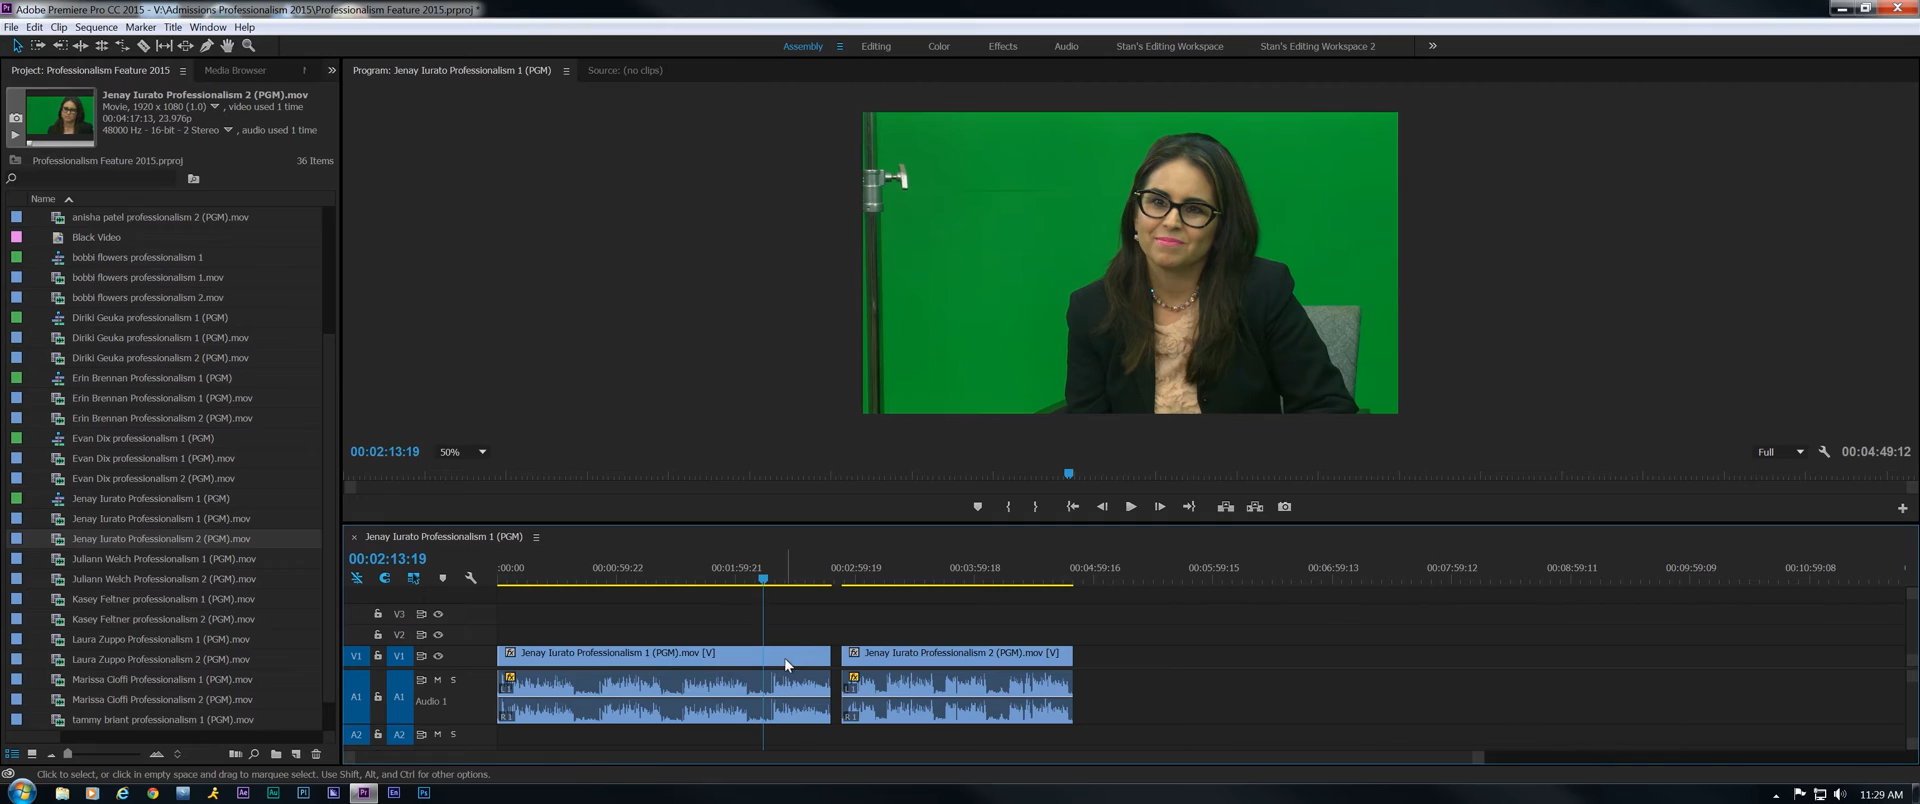 Adobe Premiere Pro CC 2015 - V:\Admissions Professionalism 2015\Professionalism Feature 2015.prproj *
File Edit Clip Sequence Marker Title Window Help
Assembly Editing Color Effects Audio Stan's Editing Workspace Stan's Editing Workspace 2
Project: Professionalism Feature 2015 Media Browser
Program: Jenay Iurato Professionalism 1 (PGM) Source: (no clips)
Jenay Iurato Professionalism 2 (PGM).mov
Movie, 1920 x 1080 (1.0) , video used 1 time
00:04:17:13, 23.976p
48000 Hz - 16-bit - 2 Stereo , audio used 1 time
Professionalism Feature 2015.prproj 36 Items
Name
anisha patel professionalism 2 (PGM).mov
Black Video
bobbi flowers professionalism 1
bobbi flowers professionalism 1.mov
bobbi flowers professionalism 2.mov
Diriki Geuka professionalism 1 (PGM)
Diriki Geuka professionalism 1 (PGM).mov
Diriki Geuka professionalism 2 (PGM).mov
Erin Brennan Professionalism 1 (PGM)
Erin Brennan Professionalism 1 (PGM).mov
Erin Brennan Professionalism 2 (PGM).mov
Evan Dix professionalism 1 (PGM)
Evan Dix professionalism 1 (PGM).mov
Evan Dix professionalism 2 (PGM).mov
Jenay Iurato Professionalism 1 (PGM)
Jenay Iurato Professionalism 1 (PGM).mov
Jenay Iurato Professionalism 2 (PGM).mov
Juliann Welch Professionalism 1 (PGM).mov
Juliann Welch Professionalism 2 (PGM).mov
Kasey Feltner professionalism 1 (PGM).mov
Kasey Feltner professionalism 2 (PGM).mov
Laura Zuppo Professionalism 1 (PGM).mov
Laura Zuppo Professionalism 2 (PGM).mov
Marissa Cioffi Professionalism 1 (PGM).mov
Marissa Cioffi Professionalism 2 (PGM).mov
tammy briant professionalism 1 (PGM).mov
00:02:13:19 50% Full 00:04:49:12
Jenay Iurato Professionalism 1 (PGM)
00:02:13:19
:00:00 00:00:59:22 00:01:59:21 00:02:59:19 00:03:59:18 00:04:59:16 00:05:59:15 00:06:59:13 00:07:59:12 00:08:59:11 00:09:59:09 00:10:59:08
V3
V2
V1 V1 fx Jenay Iurato Professionalism 1 (PGM).mov [V] fx Jenay Iurato Professionalism 2 (PGM).mov [V]
A1 A1 M S fx L 1 fx L 1
Audio 1 R 1 R 1
A2 A2 M S
Click to select, or click in empty space and drag to marquee select. Use Shift, Alt, and Ctrl for other options.
Ae Au Pl Pr En Ps 11:29 AM